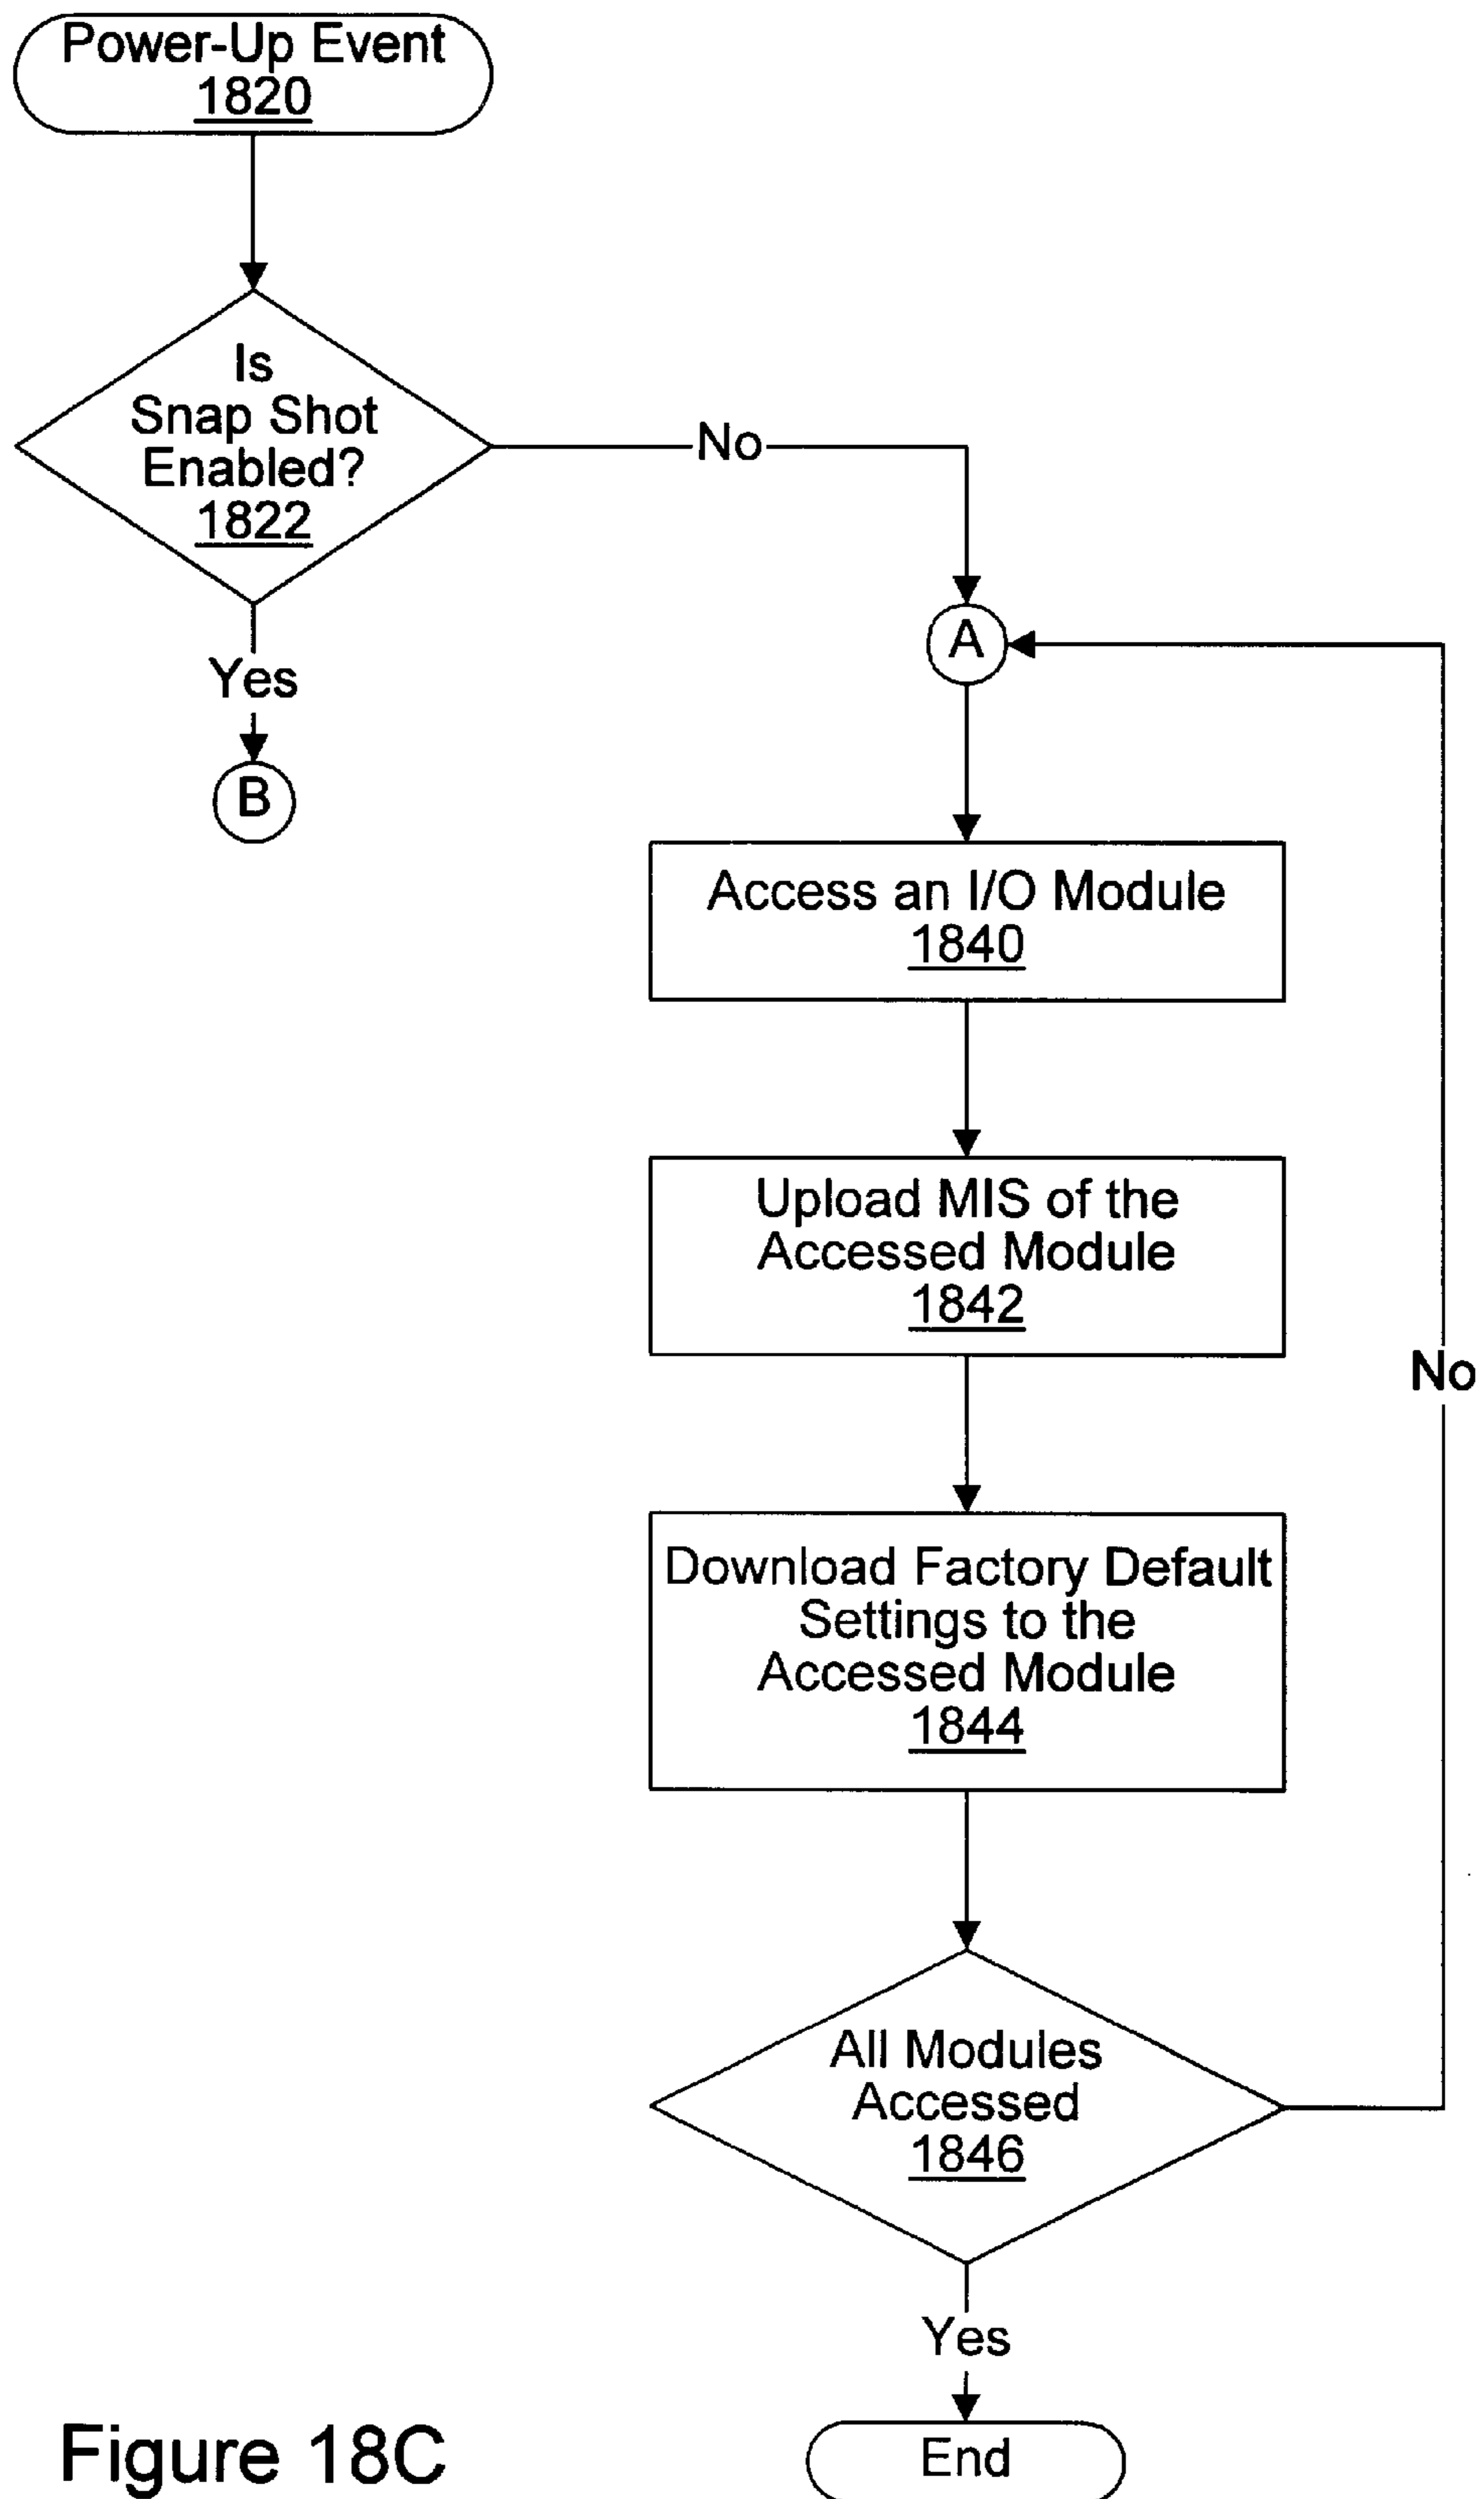 Power-Up Event
1820
Is
Snap Shot
Enabled?
1822
No
Yes
A
B
Access an I/O Module
1840
Upload MIS of the
Accessed Module
1842
No
Download Factory Default
Settings to the
Accessed Module
1844
All Modules
Accessed
1846
Yes
End
Figure 18C